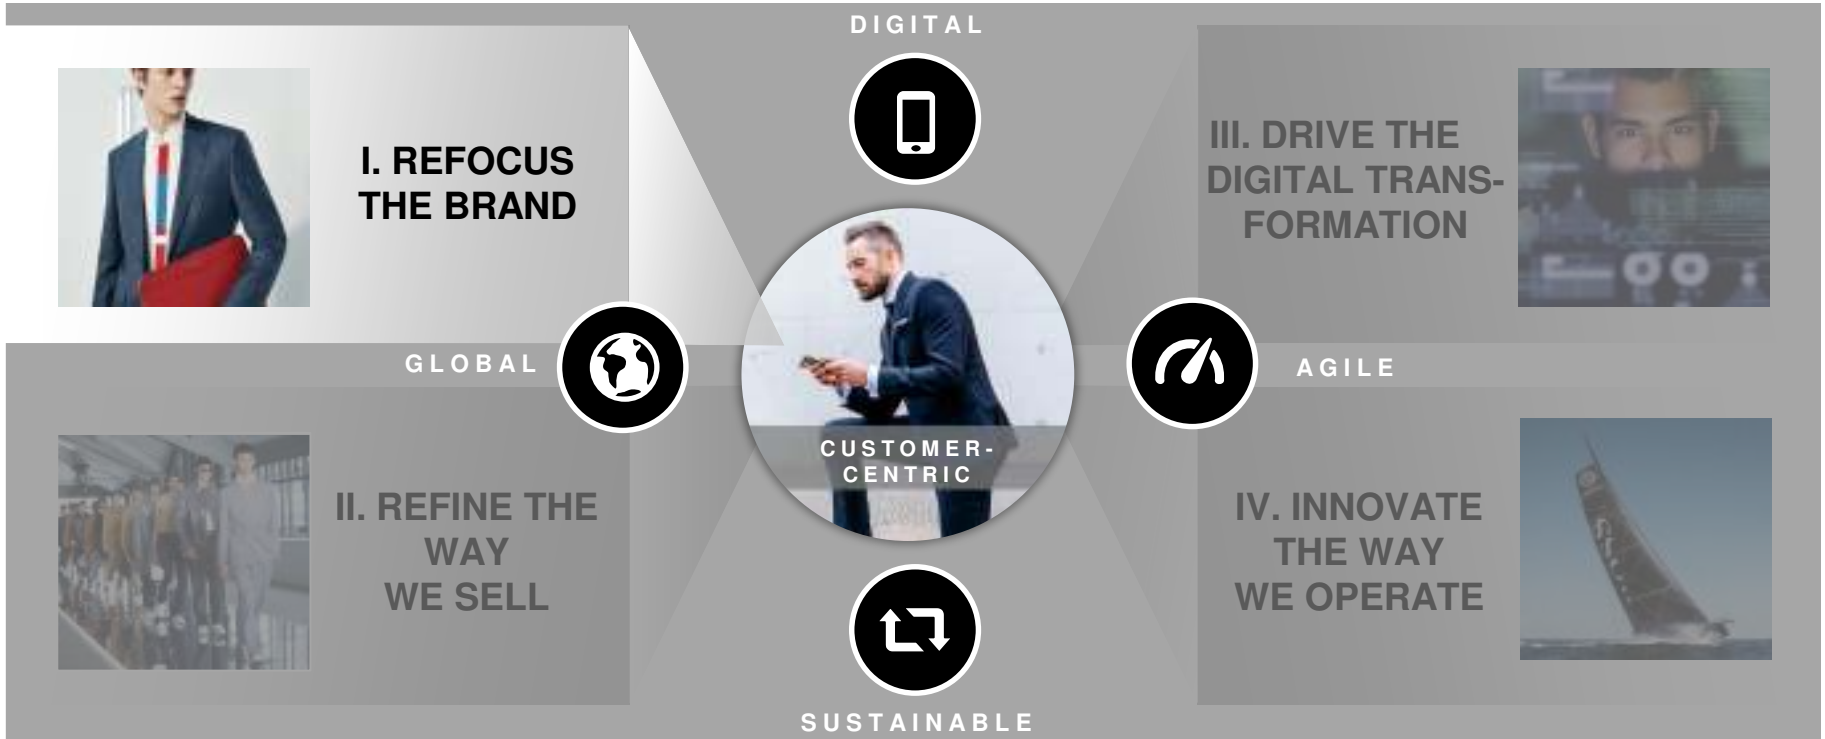 DIGITAL
I. REFOCUS
THE BRAND
III. DRIVE THE
DIGITAL TRANS-
FORMATION
GLOBAL
AGILE
CUSTOMER-
CENTRIC
II. REFINE THE
WAY
WE SELL
IV. INNOVATE
THE WAY
WE OPERATE
SUSTAINABLE